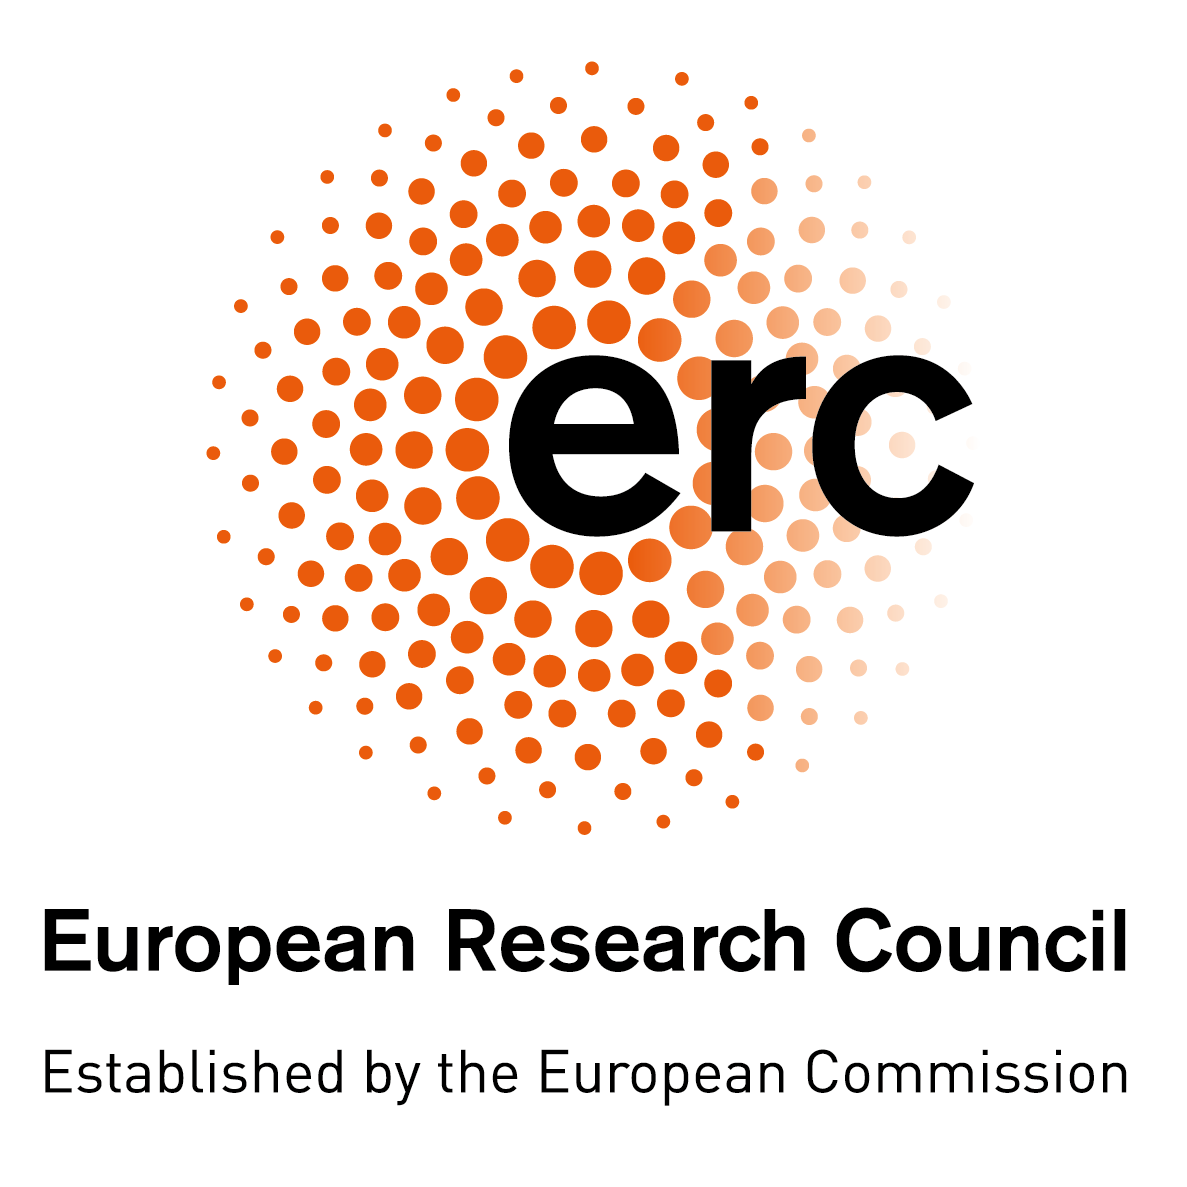 erc
European Research Council
Established by the European Commission